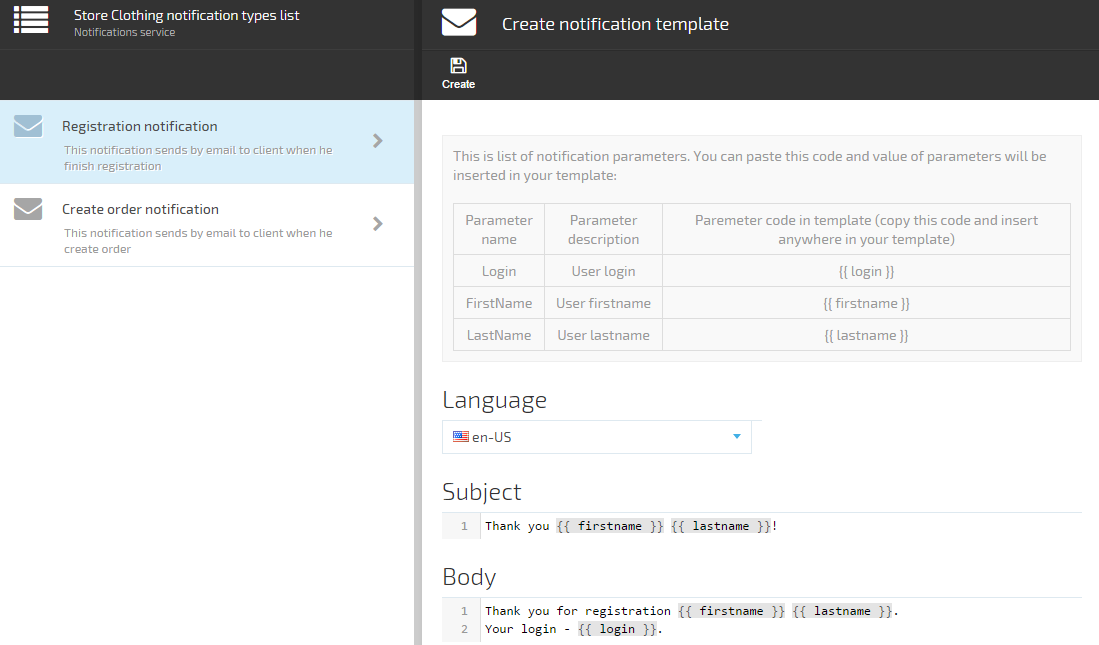 Store Clothing notification types list
Notifications service
Registration notification
This notification sends by email to client when he
finish registration
Create order notification
This notification sends by email to client when he
create order
Create notification template
Create
This is list of notification parameters. You can paste this code and value of parameters will be
inserted in your template:
Parameter name
Parameter description
Paremeter code in template (copy this code and insert
anywhere in your template)
Login
User login
{{ login }}
FirstName
User firstname
{{ firstname }}
LastName
User lastname
{{ lastname }}
Language
en-US
Subject
1 Thank you {{ firstname }} {{ lastname }}!
Body
1 Thank you for registration {{ firstname }} {{ lastname }}.
2 Your login - {{ login }}.